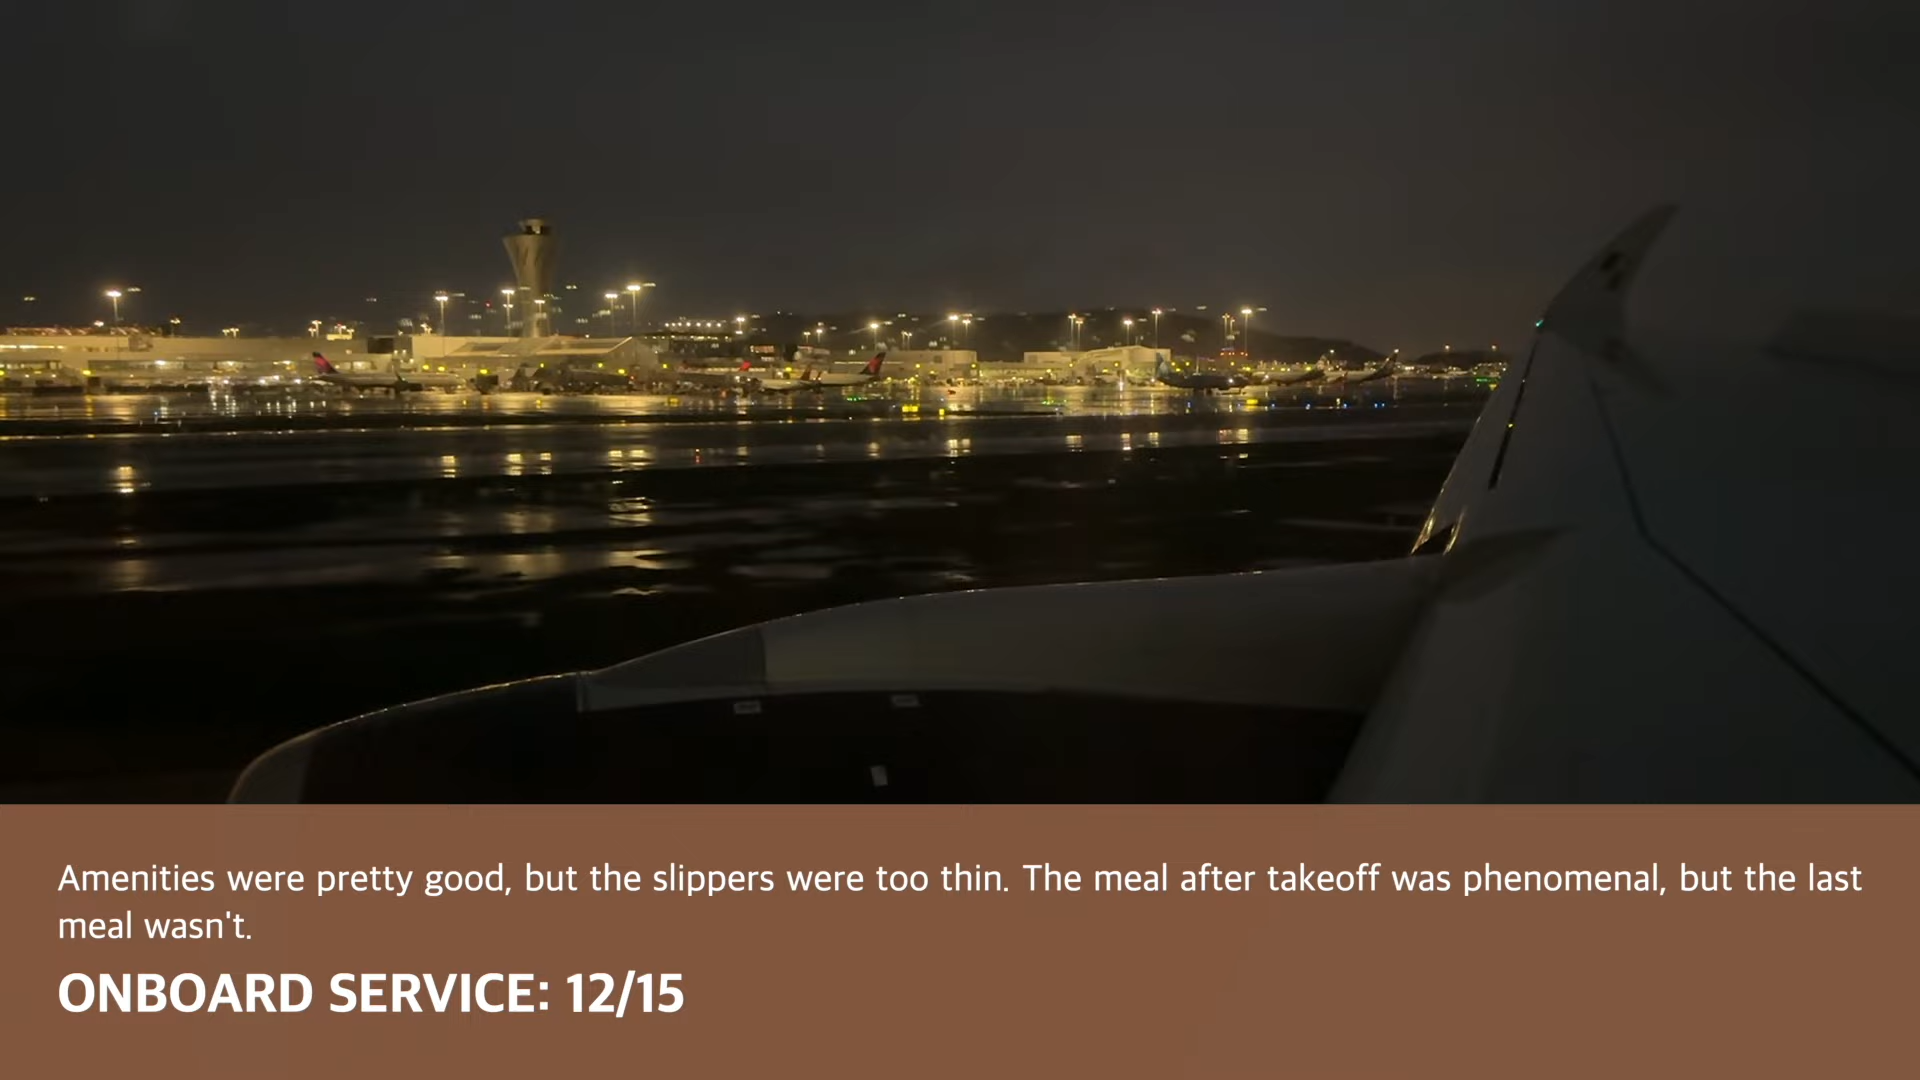 Amenities were pretty good, but the slippers were too thin. The meal after takeoff was phenomenal, but the last
meal wasn't.
ONBOARD SERVICE: 12/15